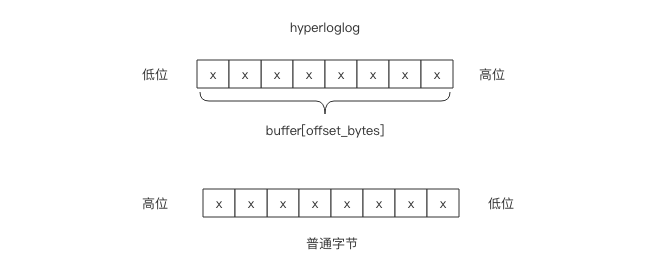 hyperloglog
低位 x x x x x x x x 高位
buffer[offset_bytes]
高位 x x x x x x x x 低位
普通字节